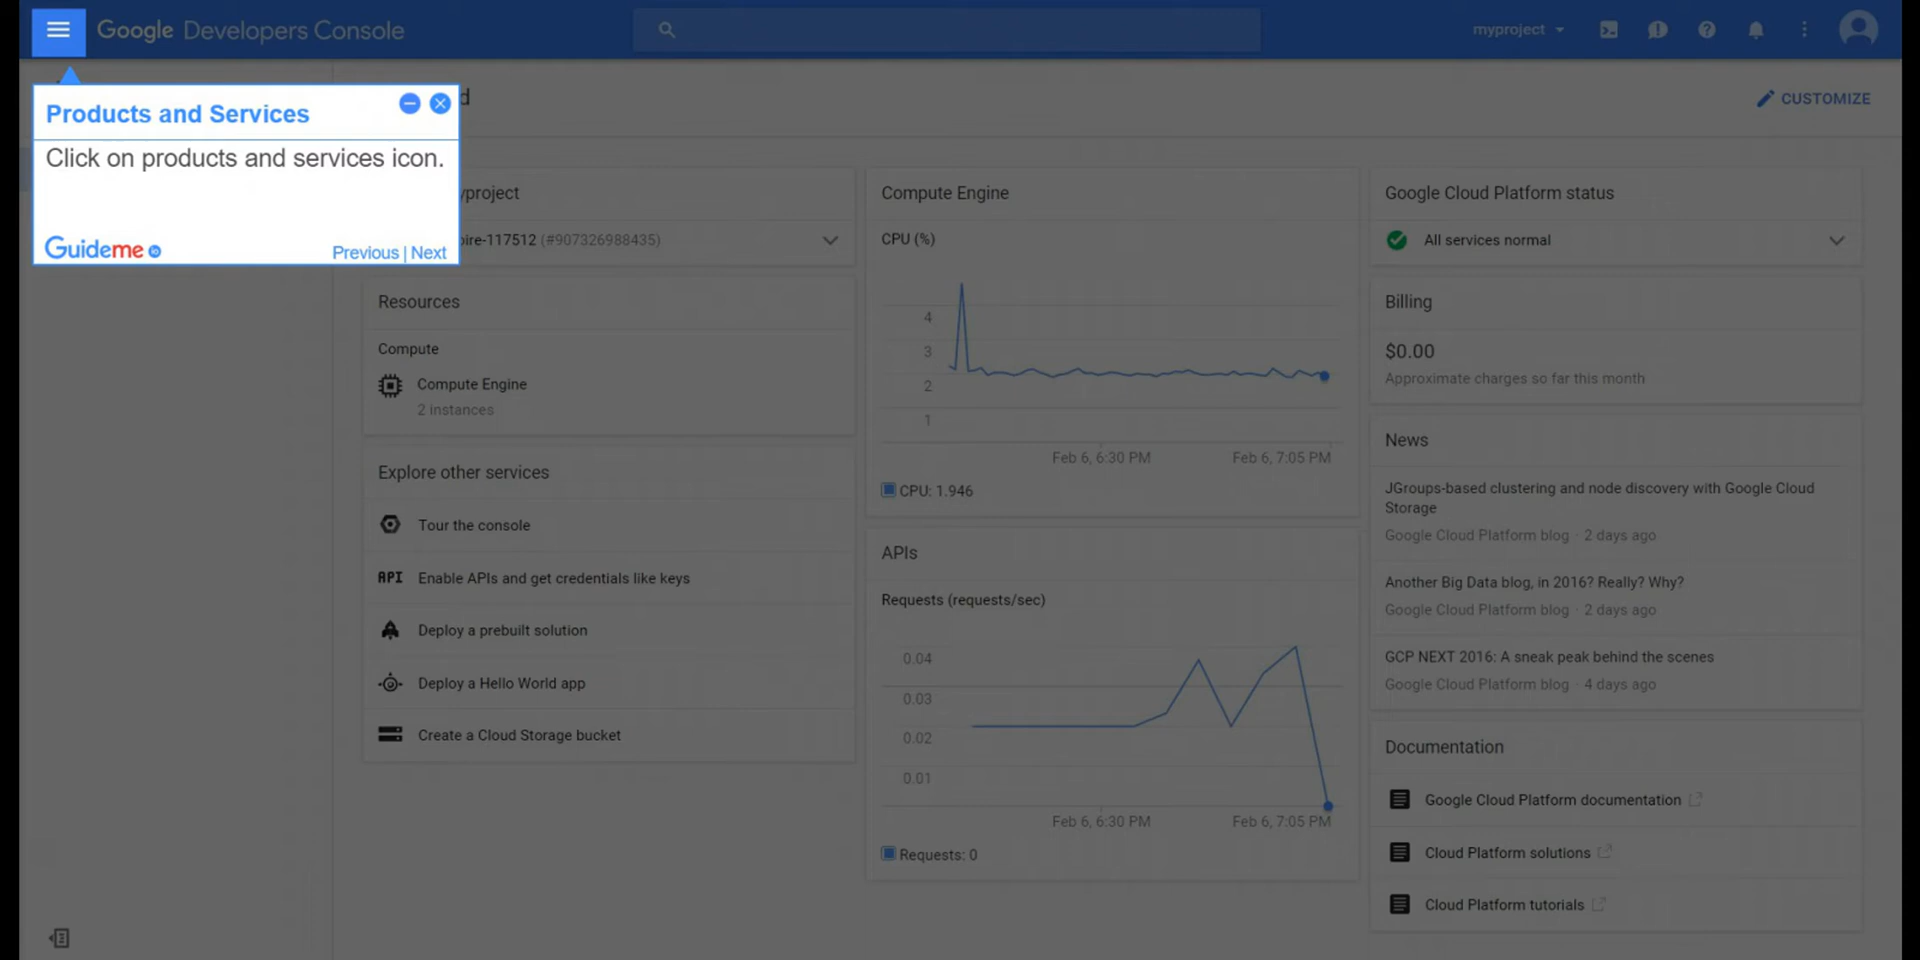 Google Developers Console
myproject
Products and Services
Click on products and services icon.
Guideme io
Previous | Next
d
CUSTOMIZE
yproject
ire-117512 (#907326988435)
Resources
Compute
Compute Engine
2 instances
Explore other services
Tour the console
API Enable APIs and get credentials like keys
Deploy a prebuilt solution
Deploy a Hello World app
Create a Cloud Storage bucket
Compute Engine
CPU (%)
4
3
2
1
Feb 6, 6:30 PM Feb 6, 7:05 PM
CPU: 1.946
APIs
Requests (requests/sec)
0.04
0.03
0.02
0.01
Feb 6, 6:30 PM Feb 6, 7:05 PM
Requests: 0
Google Cloud Platform status
All services normal
Billing
$0.00
Approximate charges so far this month
News
JGroups-based clustering and node discovery with Google Cloud
Storage
Google Cloud Platform blog · 2 days ago
Another Big Data blog, in 2016? Really? Why?
Google Cloud Platform blog · 2 days ago
GCP NEXT 2016: A sneak peak behind the scenes
Google Cloud Platform blog · 4 days ago
Documentation
Google Cloud Platform documentation
Cloud Platform solutions
Cloud Platform tutorials